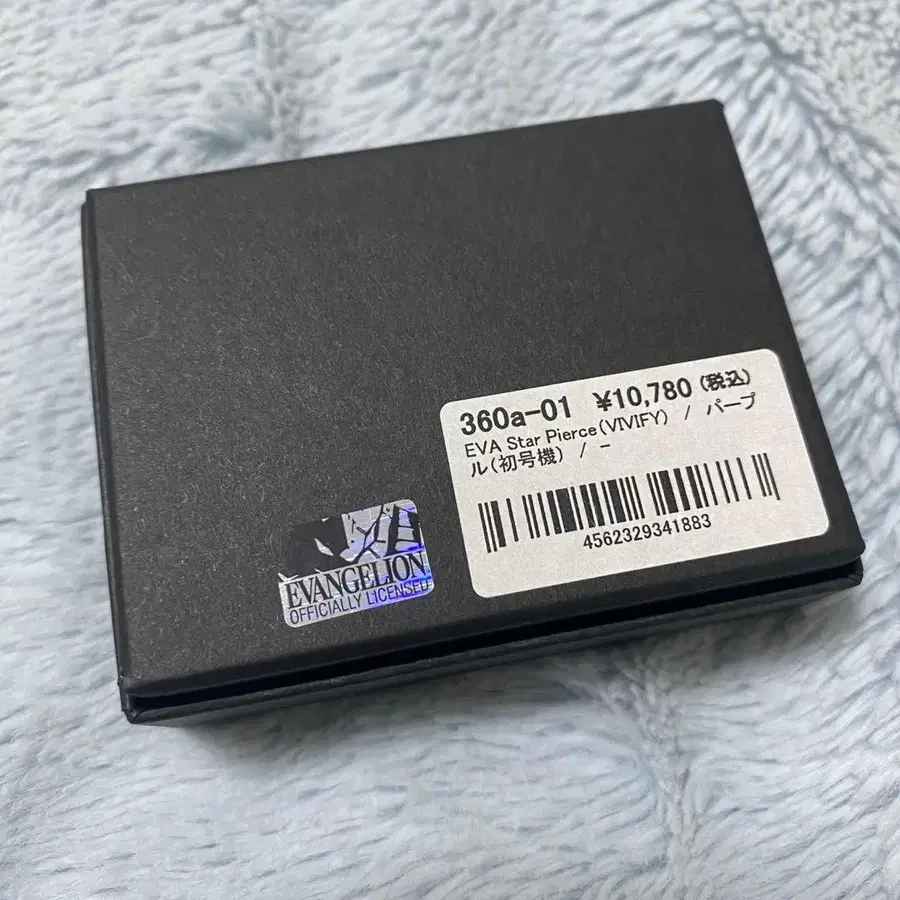 360a-01 ¥10,780(税込)
EVA Star Pierce(VIVIFY) / パープ
ル(初号機) / -
4562329341883
EVANGELION
OFFICIALLY LICENSED